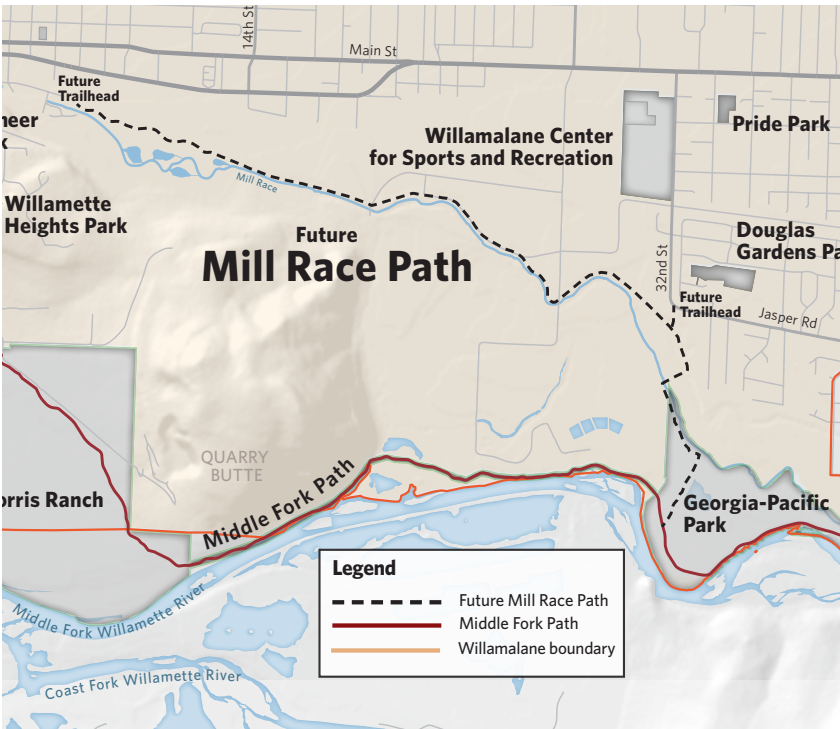 14th St
Main St
Future
Trailhead
neer
k
Willamalane Center
for Sports and Recreation
Pride Park
Mill Race
Willamette
Heights Park
Future
Mill Race Path
32nd St
Douglas
Gardens Pa
Future
Trailhead
Jasper Rd
QUARRY
BUTTE
Middle Fork Path
orris Ranch
Georgia-Pacific
Park
Legend
Future Mill Race Path
Middle Fork Path
Willamalane boundary
Middle Fork Willamette River
Coast Fork Willamette River